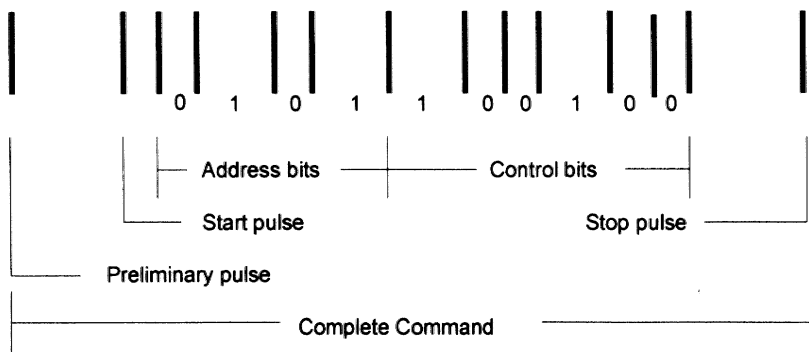 0 1 0 1 1 0 0 1 0 0
Address bits Control bits
Start pulse Stop pulse
Preliminary pulse
Complete Command